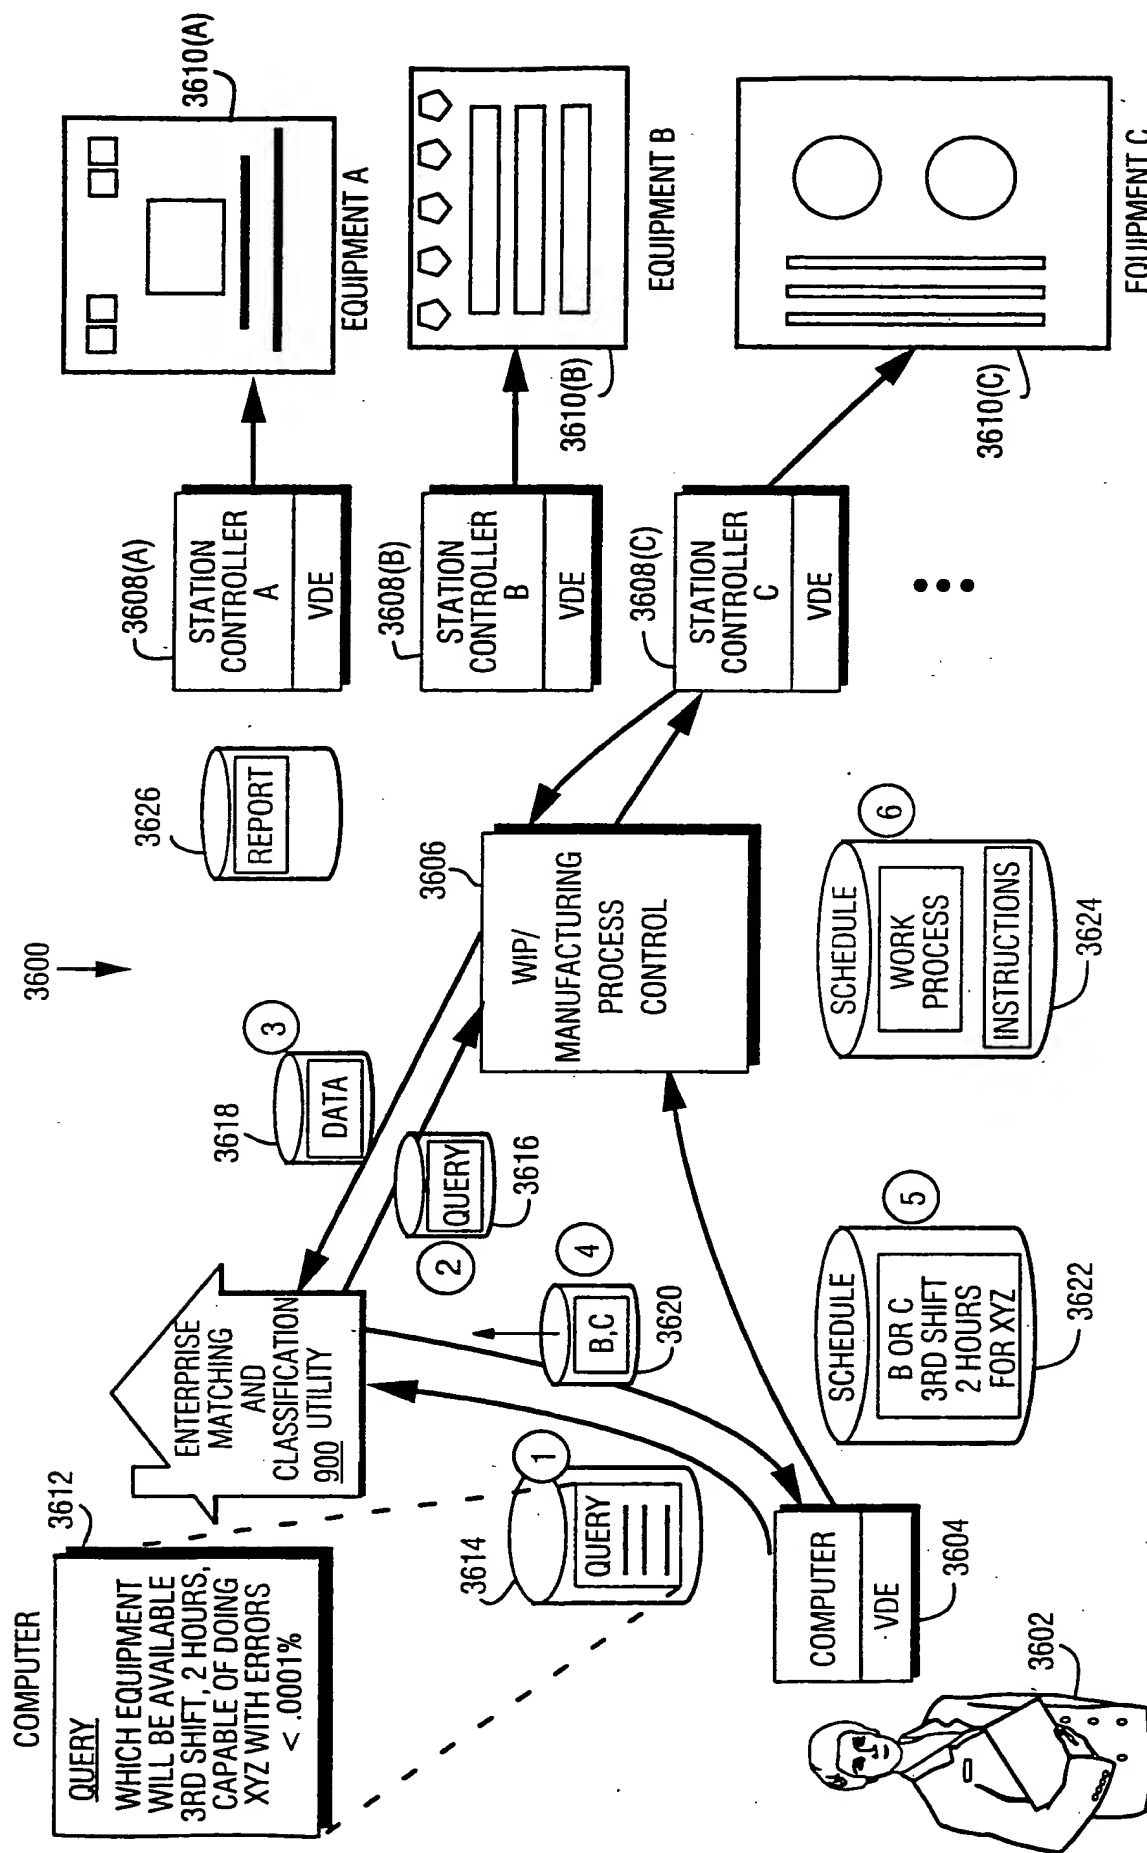 3600
COMPUTER
QUERY
WHICH EQUIPMENT
WILL BE AVAILABLE
3RD SHIFT, 2 HOURS,
CAPABLE OF DOING
XYZ WITH ERRORS
< .0001%
3612
ENTERPRISE
MATCHING
AND
CLASSIFICATION
900 UTILITY
3618
DATA
3
2
QUERY
3616
3614
QUERY
1
B,C
4
3620
COMPUTER
VDE
3604
3602
SCHEDULE
B OR C
3RD SHIFT
2 HOURS
FOR XYZ
5
3622
3606
WIP/
MANUFACTURING
PROCESS
CONTROL
SCHEDULE
WORK
PROCESS
INSTRUCTIONS
6
3624
3626
REPORT
3608(A)
STATION
CONTROLLER
A
VDE
3608(B)
STATION
CONTROLLER
B
VDE
3608(C)
STATION
CONTROLLER
C
VDE
3610(A)
EQUIPMENT A
3610(B)
EQUIPMENT B
3610(C)
EQUIPMENT C